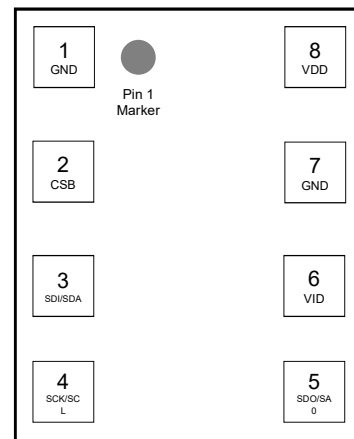 1
GND
Pin 1
Marker
8
VDD
2
CSB
7
GND
3
SDI/SDA
6
VID
4
SCK/SC
L
5
SDO/SA
0